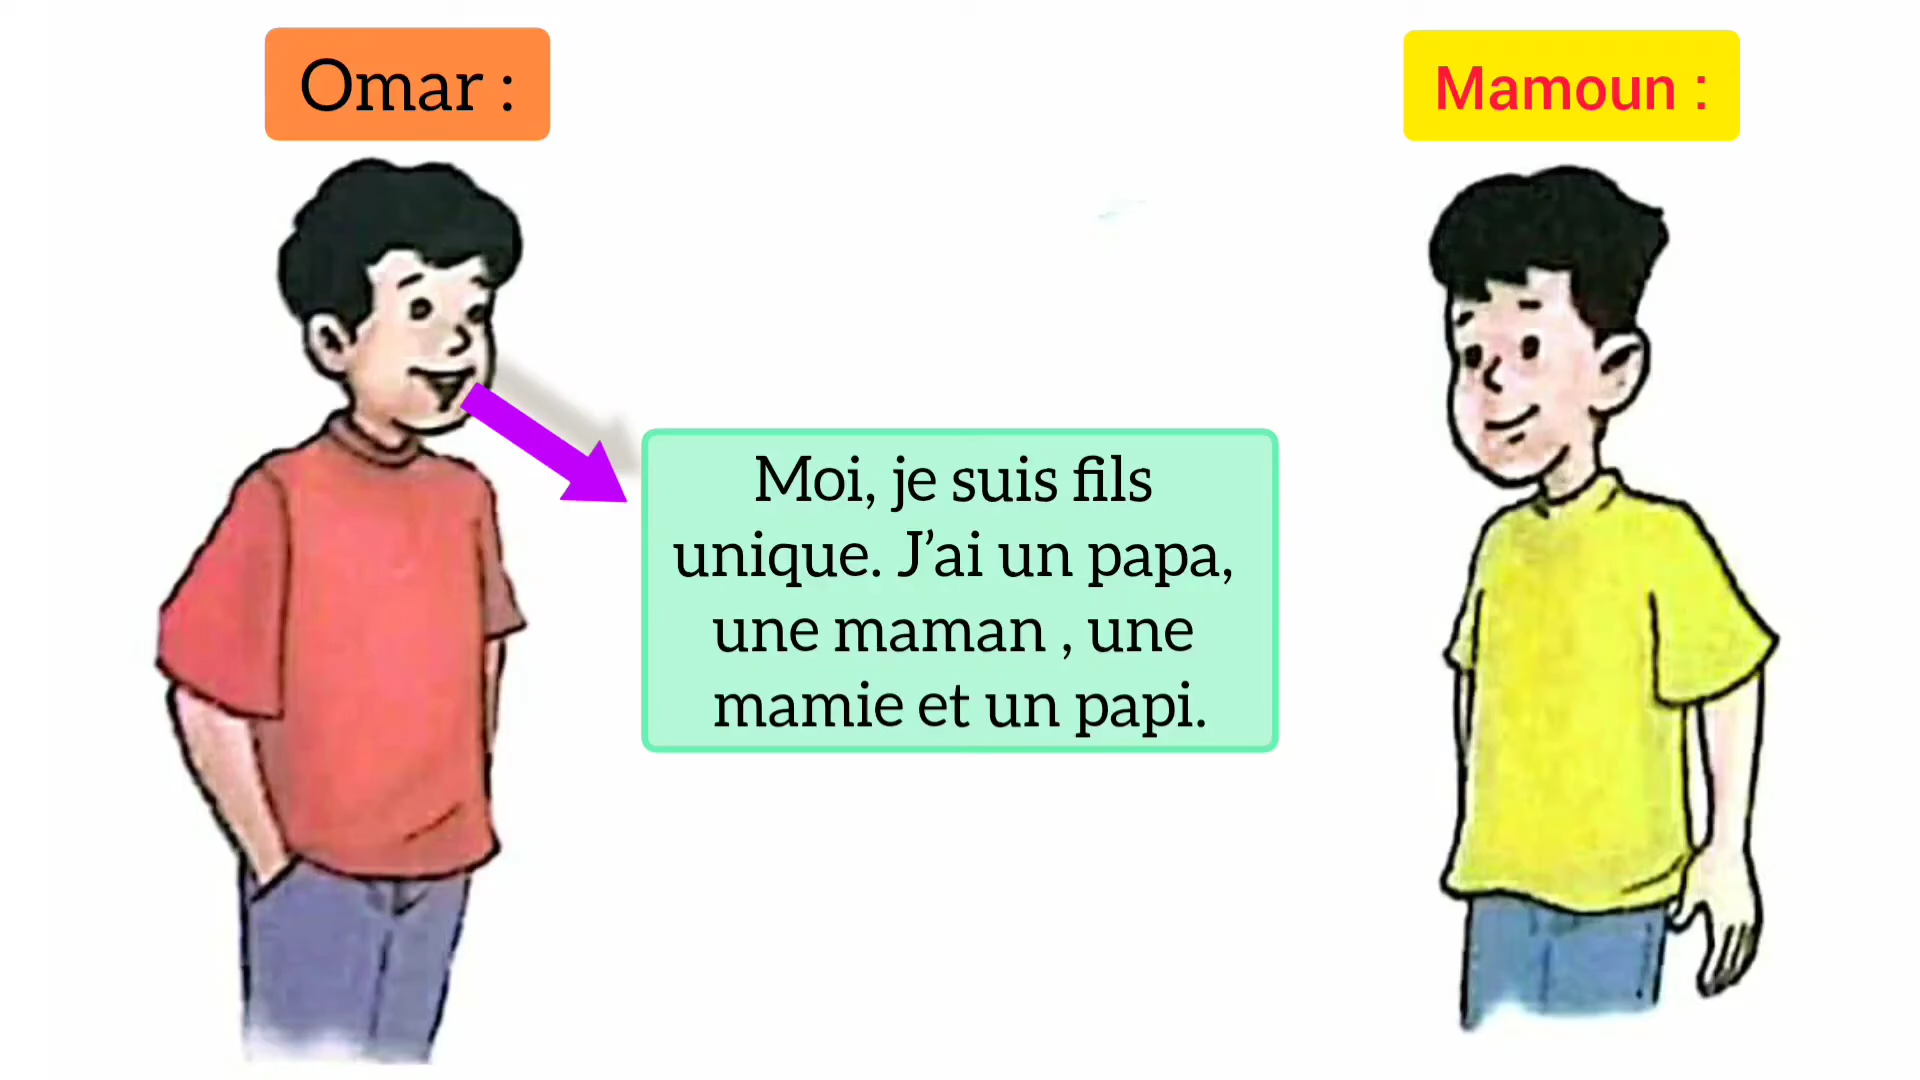 Omar :
Mamoun :
Moi, je suis fils
unique. J’ai un papa,
une maman , une
mamie et un papi.